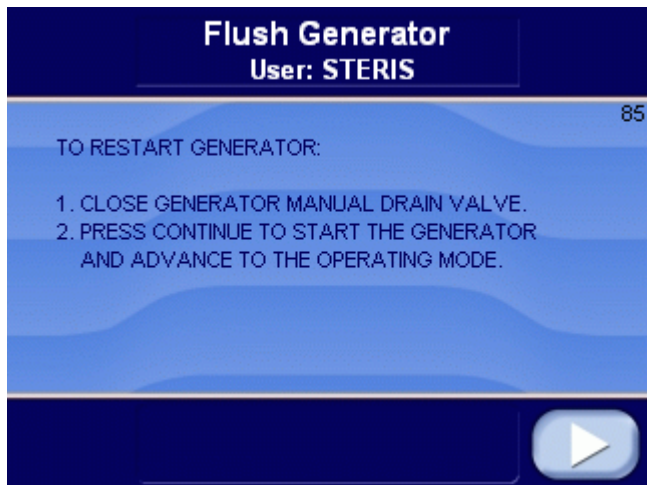 Flush Generator
User: STERIS
85
TO RESTART GENERATOR:
1. CLOSE GENERATOR MANUAL DRAIN VALVE.
2. PRESS CONTINUE TO START THE GENERATOR
AND ADVANCE TO THE OPERATING MODE.